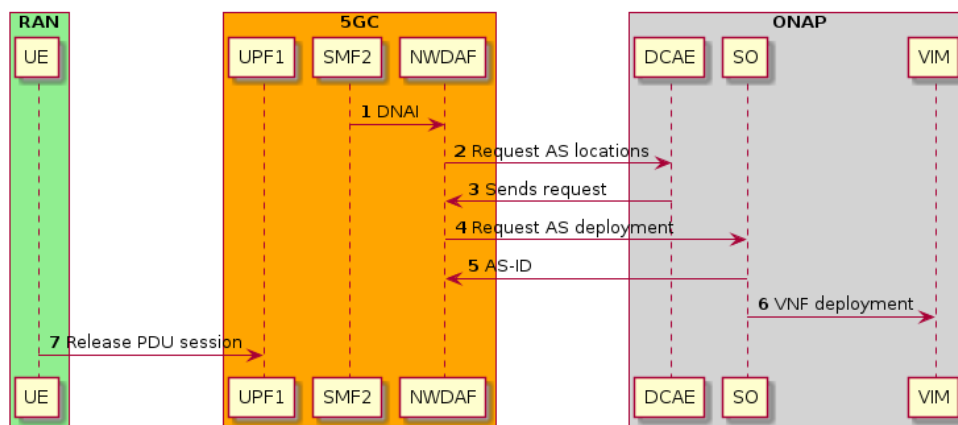 RAN 5GC ONAP
UE UPF1 SMF2 NWDAF DCAE SO VIM
1 DNAI
2 Request AS locations
3 Sends request
4 Request AS deployment
5 AS-ID
6 VNF deployment
7 Release PDU session
UE UPF1 SMF2 NWDAF DCAE SO VIM